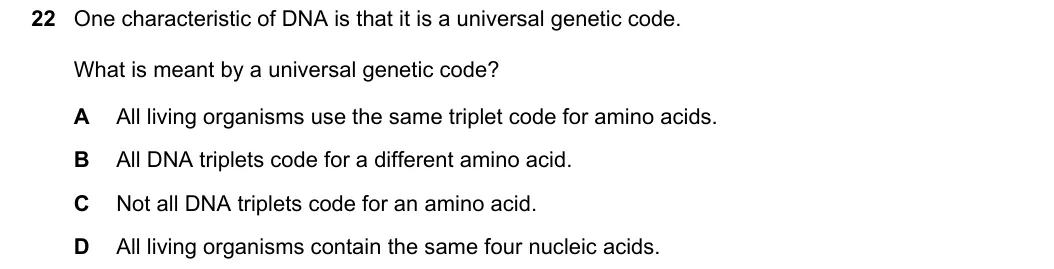 22 One characteristic of DNA is that it is a universal genetic code.
What is meant by a universal genetic code?
A All living organisms use the same triplet code for amino acids.
B All DNA triplets code for a different amino acid.
C Not all DNA triplets code for an amino acid.
D All living organisms contain the same four nucleic acids.